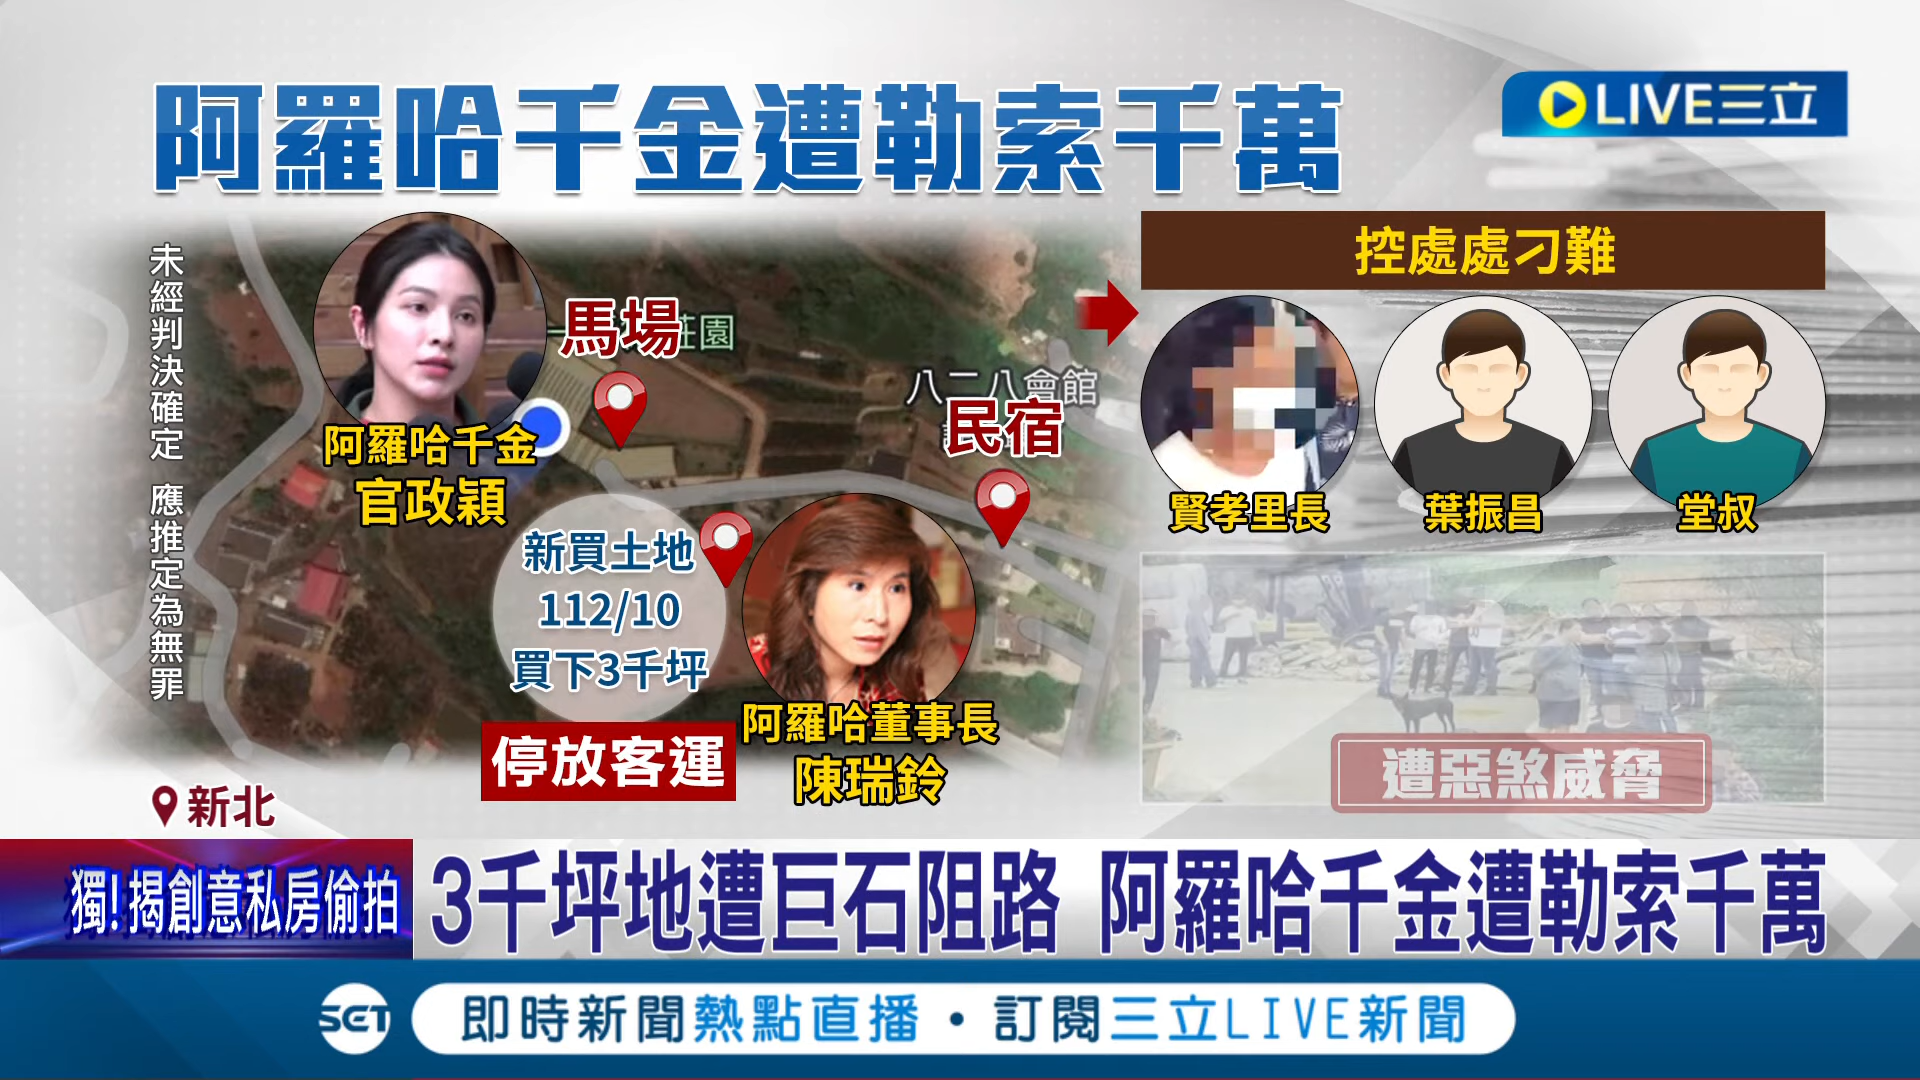 阿羅哈千金遭勒索千萬
LIVE三立
未經判決確定 應推定為無罪
控處處刁難
馬場
莊園
八二八會館
民宿
阿羅哈千金
官政穎
賢孝里長
葉振昌
堂叔
新買土地
112/10
買下3千坪
停放客運
阿羅哈董事長
陳瑞鈴
遭惡煞威脅
新北
獨!揭創意私房偷拍
3千坪地遭巨石阻路 阿羅哈千金遭勒索千萬
SET
即時新聞熱點直播・訂閱三立LIVE新聞